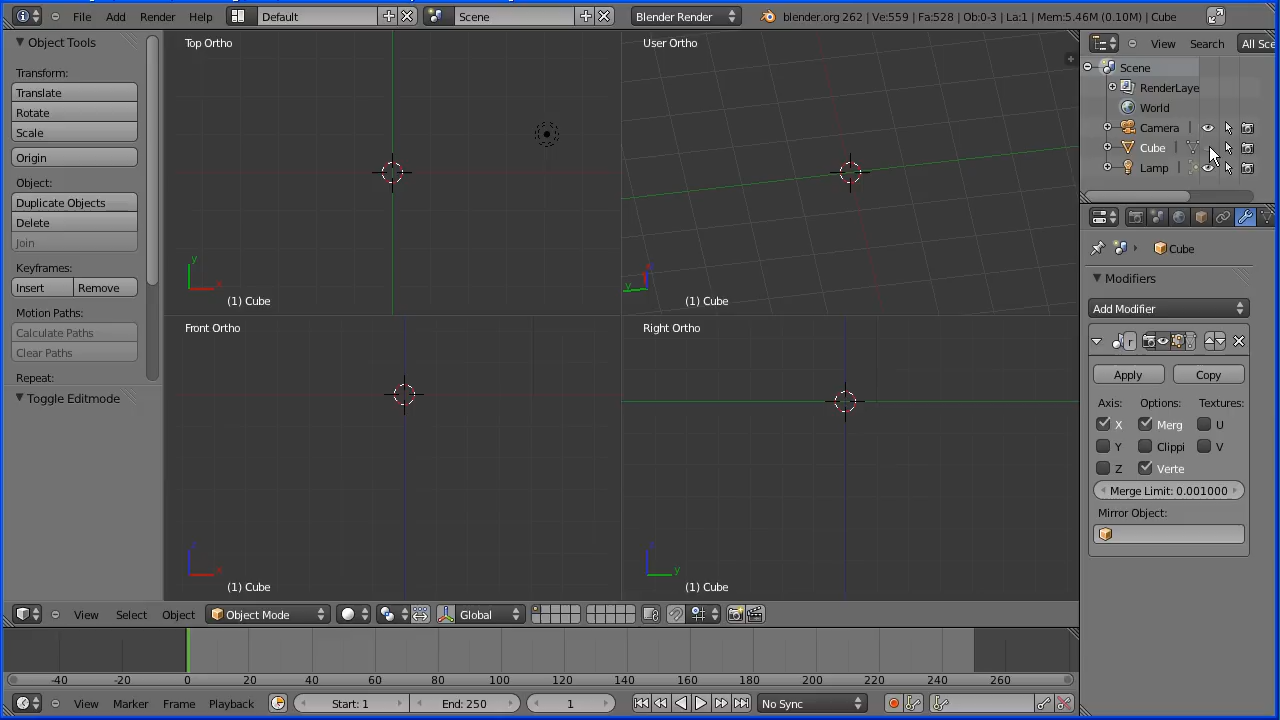 File Add Render Help Default Scene Blender Render blender.org 262 | Ve:559 | Fa:528 | Ob:0-3 | La:1 | Mem:5.46M (0.10M) | Cube
Object Tools
Transform:
Translate
Rotate
Scale
Origin
Object:
Duplicate Objects
Delete
Join
Keyframes:
Insert Remove
Motion Paths:
Calculate Paths
Clear Paths
Repeat:
Toggle Editmode
Top Ortho
y
x
(1) Cube
User Ortho
y
(1) Cube
Front Ortho
x
(1) Cube
Right Ortho
y
(1) Cube
View Search All Sce
Scene
RenderLaye
World
Camera
Cube
Lamp
Cube
Modifiers
Add Modifier
r
Apply Copy
Axis: Options: Textures:
X Merg U
Y Clippi V
Z Verte
Merge Limit: 0.001000
Mirror Object:
View Select Object Object Mode Global
-40 -20 0 20 40 60 80 100 120 140 160 180 200 220 240 260
View Marker Frame Playback Start: 1 End: 250 1 No Sync